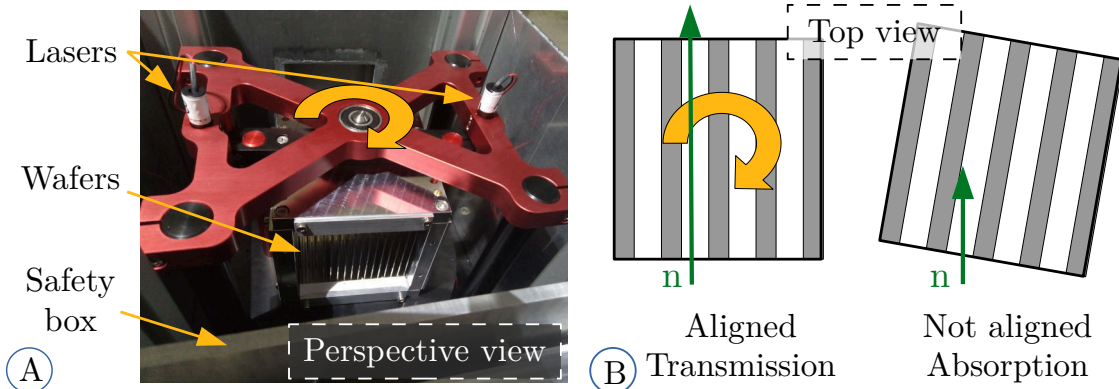 Lasers
Wafers
Safety
box
A
Perspective view
Top view
n
n
Aligned
Transmission
Not aligned
Absorption
B